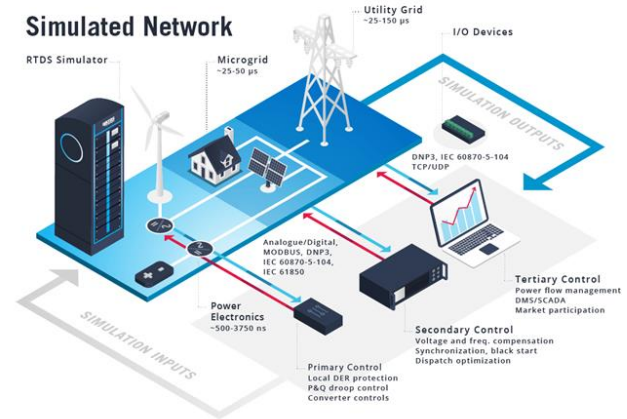 Simulated Network
Utility Grid
~25-150 µs
I/O Devices
RTDS Simulator
Microgrid
~25-50 µs
SIMULATION OUTPUTS
DNP3, IEC 60870-5-104
TCP/UDP
Analogue/Digital,
MODBUS, DNP3,
IEC 60870-5-104,
IEC 61850
Tertiary Control
Power flow management
DMS/SCADA
Market participation
Power
Electronics
~500-3750 ns
SIMULATION INPUTS
Secondary Control
Voltage and freq. compensation
Synchronization, black start
Dispatch optimization
Primary Control
Local DER protection
P&Q droop control
Converter controls